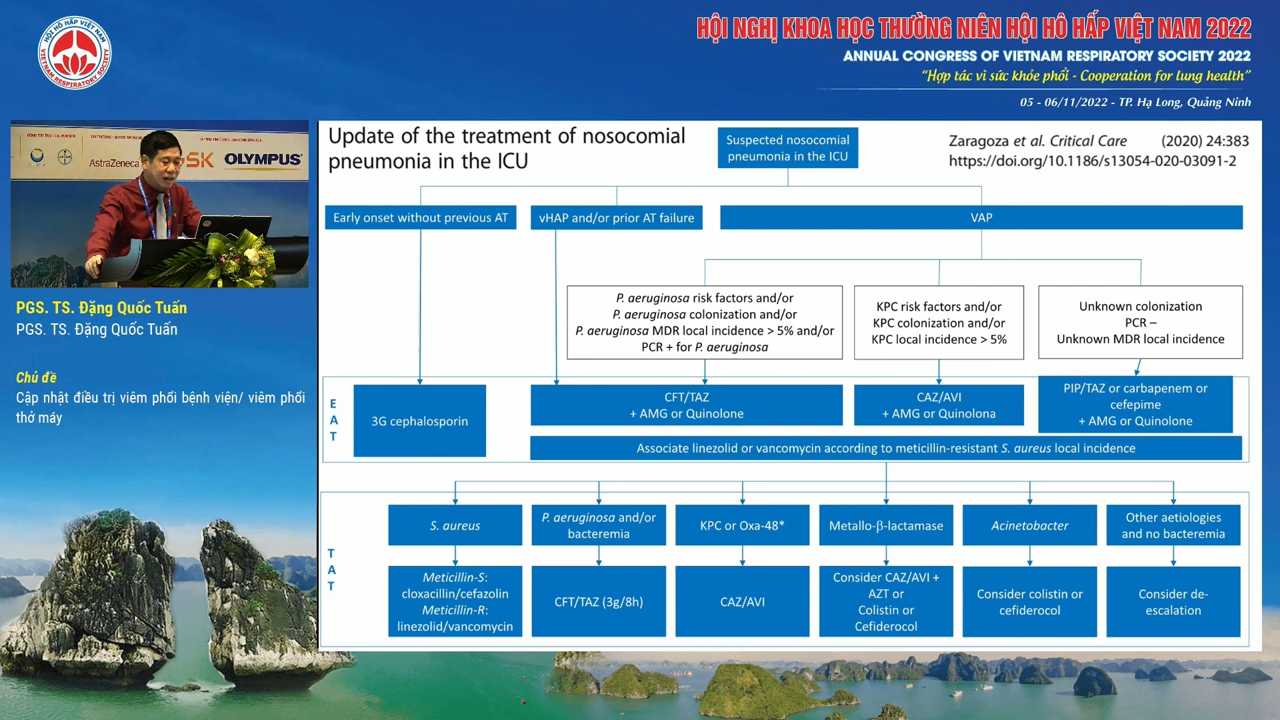 HỘI HÔ HẤP VIỆT NAM
VIETNAM RESPIRATORY SOCIETY
HỘI NGHỊ KHOA HỌC THƯỜNG NIÊN HỘI HÔ HẤP VIỆT NAM 2022
ANNUAL CONGRESS OF VIETNAM RESPIRATORY SOCIETY 2022
“Hợp tác vì sức khỏe phổi - Cooperation for lung health”
05 - 06/11/2022 - TP. Hạ Long, Quảng Ninh
AstraZeneca
GSK
OLYMPUS
PGS. TS. Đặng Quốc Tuấn
PGS. TS. Đặng Quốc Tuấn
Chủ đề
Cập nhật điều trị viêm phổi bệnh viện/ viêm phổi
thở máy
Update of the treatment of nosocomial
pneumonia in the ICU
Suspected nosocomial
pneumonia in the ICU
Zaragoza et al. Critical Care (2020) 24:383
https://doi.org/10.1186/s13054-020-03091-2
Early onset without previous AT
vHAP and/or prior AT failure
VAP
P. aeruginosa risk factors and/or
P. aeruginosa colonization and/or
P. aeruginosa MDR local incidence > 5% and/or
PCR + for P. aeruginosa
KPC risk factors and/or
KPC colonization and/or
KPC local incidence > 5%
Unknown colonization
PCR –
Unknown MDR local incidence
E
A
T
3G cephalosporin
CFT/TAZ
+ AMG or Quinolone
CAZ/AVI
+ AMG or Quinolona
PIP/TAZ or carbapenem or
cefepime
+ AMG or Quinolone
Associate linezolid or vancomycin according to meticillin-resistant S. aureus local incidence
T
A
T
S. aureus
P. aeruginosa and/or
bacteremia
KPC or Oxa-48*
Metallo-β-lactamase
Acinetobacter
Other aetiologies
and no bacteremia
Meticillin-S:
cloxacillin/cefazolin
Meticillin-R:
linezolid/vancomycin
CFT/TAZ (3g/8h)
CAZ/AVI
Consider CAZ/AVI +
AZT or
Colistin or
Cefiderocol
Consider colistin or
cefiderocol
Consider de-
escalation